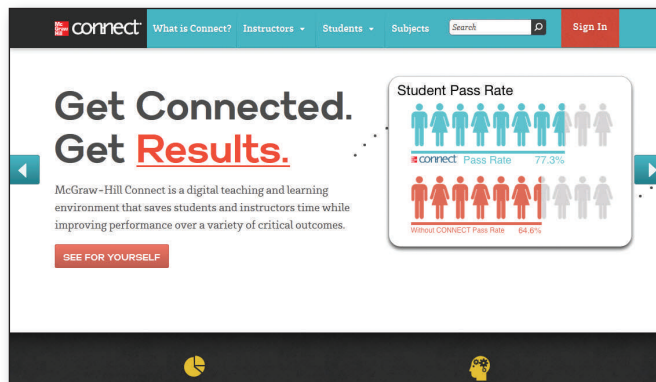 Mc Graw Hill connect What is Connect? Instructors Students Subjects Search Sign In
Get Connected.
Get Results.
McGraw-Hill Connect is a digital teaching and learning
environment that saves students and instructors time while
improving performance over a variety of critical outcomes.
SEE FOR YOURSELF
Student Pass Rate
connect Pass Rate 77.3%
Without CONNECT Pass Rate 64.6%